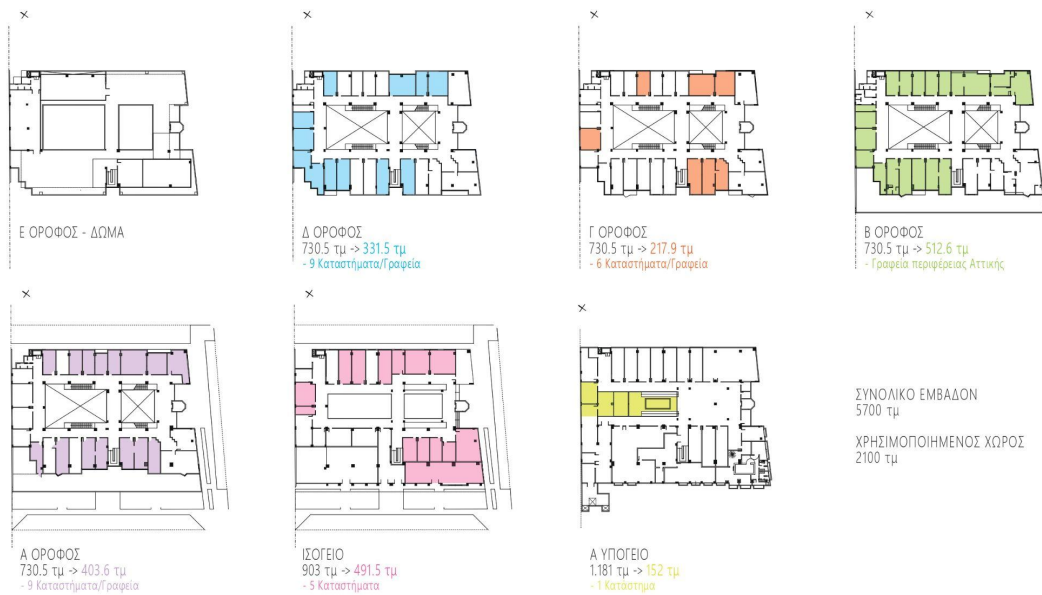 Ε ΟΡΟΦΟΣ - ΔΩΜΑ
Δ ΟΡΟΦΟΣ
730.5 τμ -> 331.5 τμ
- 9 Καταστήματα/Γραφεία
Γ ΟΡΟΦΟΣ
730.5 τμ -> 217.9 τμ
- 6 Καταστήματα/Γραφεία
Β ΟΡΟΦΟΣ
730.5 τμ -> 512.6 τμ
- Γραφεία περιφέρειας Αττικής
Α ΟΡΟΦΟΣ
730.5 τμ -> 403.6 τμ
- 9 Καταστήματα/Γραφεία
ΙΣΟΓΕΙΟ
903 τμ -> 491.5 τμ
- 5 Καταστήματα
Α ΥΠΟΓΕΙΟ
1.181 τμ -> 152 τμ
- 1 Κατάστημα
ΣΥΝΟΛΙΚΟ ΕΜΒΑΔΟΝ
5700 τμ
ΧΡΗΣΙΜΟΠΟΙΗΜΕΝΟΣ ΧΩΡΟΣ
2100 τμ